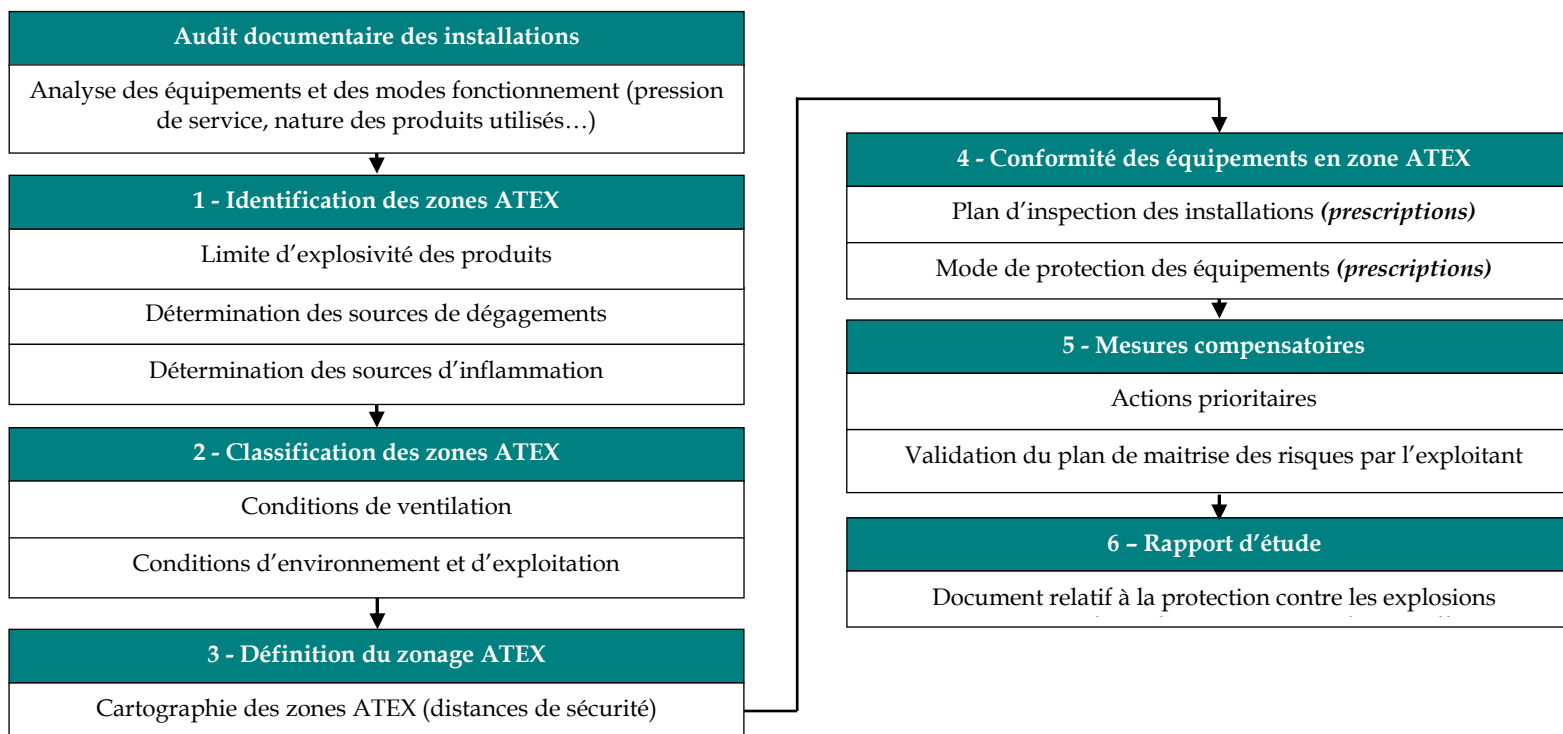 Audit documentaire des installations
Analyse des équipements et des modes fonctionnement (pression
de service, nature des produits utilisés…)
1 - Identification des zones ATEX
Limite d’explosivité des produits
Détermination des sources de dégagements
Détermination des sources d’inflammation
2 - Classification des zones ATEX
Conditions de ventilation
Conditions d’environnement et d’exploitation
3 - Définition du zonage ATEX
Cartographie des zones ATEX (distances de sécurité)
4 - Conformité des équipements en zone ATEX
Plan d’inspection des installations (prescriptions)
Mode de protection des équipements (prescriptions)
5 - Mesures compensatoires
Actions prioritaires
Validation du plan de maitrise des risques par l’exploitant
6 – Rapport d’étude
Document relatif à la protection contre les explosions